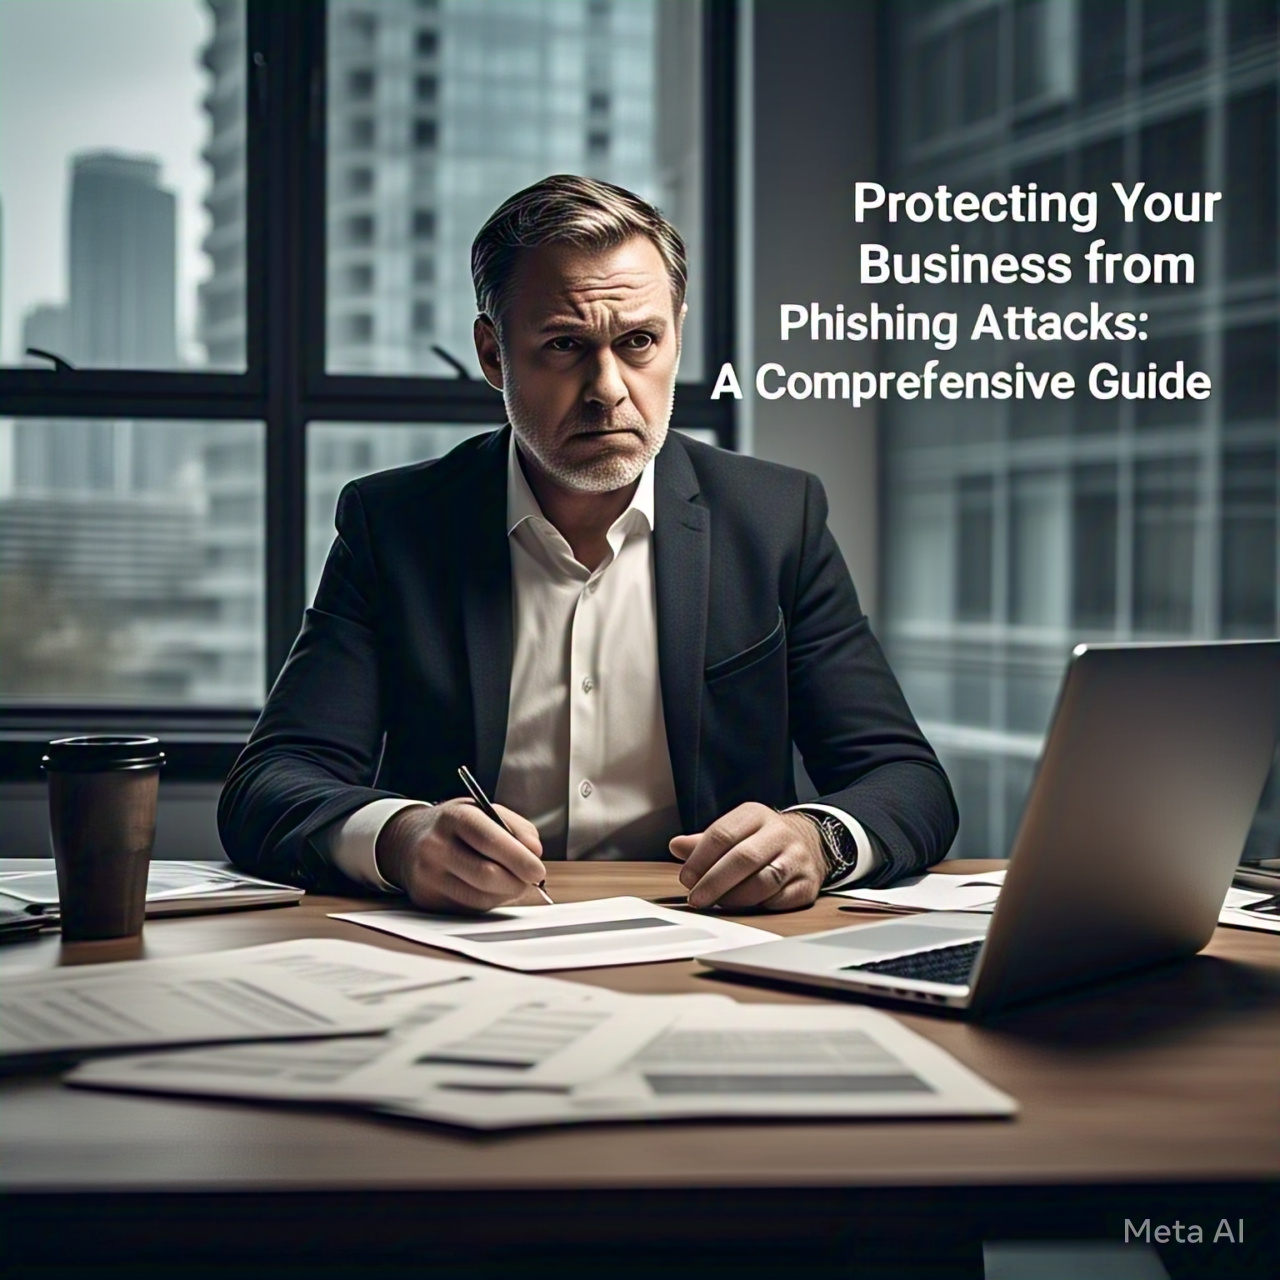 Protecting Your
Business from
Phishing Attacks:
A Comprefensive Guide
Meta AI